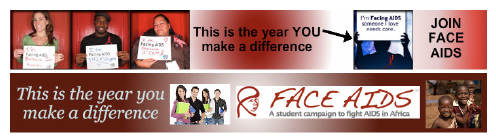 This is the year YOU
make a difference
I'm Facing AIDS
someone I love
needs care.
JOIN
FACE
AIDS
This is the year you
make a difference
FACE AIDS
A student campaign to fight AIDS in Africa